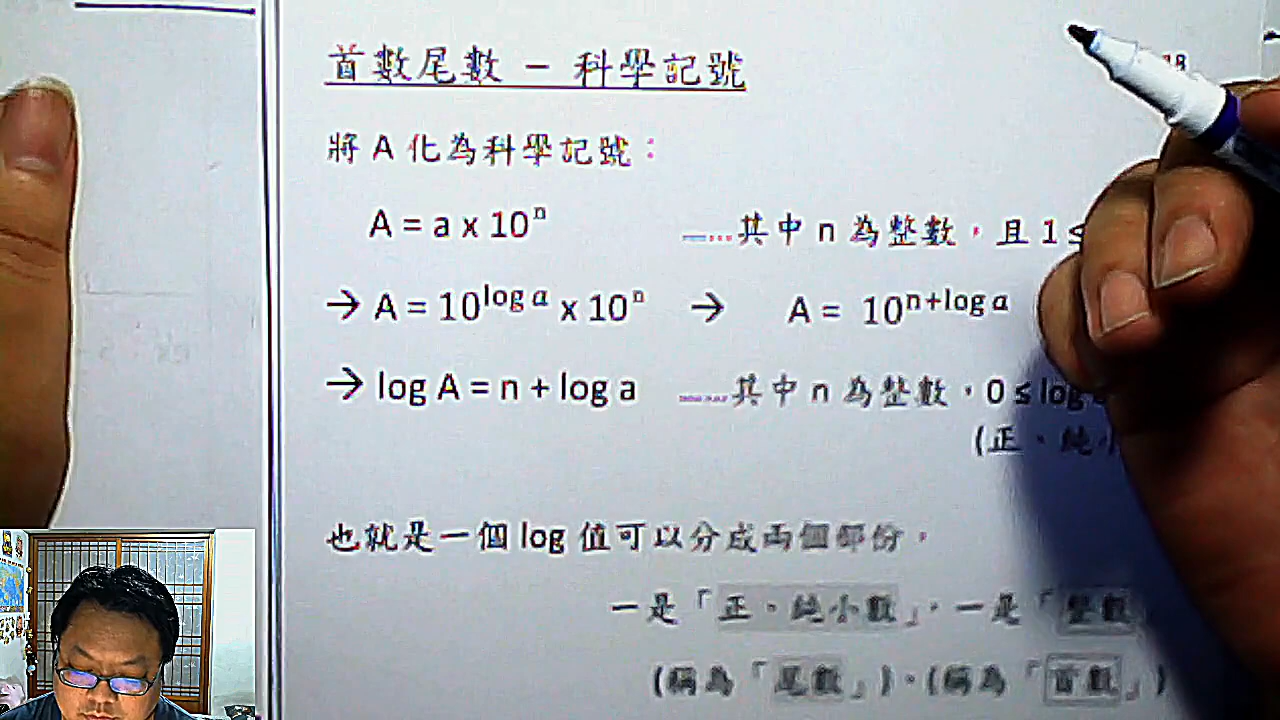 首數尾數 – 科學記號
將 A 化為科學記號：
A = a x 10ⁿ ......其中 n 為整數，且 1 ≤
→ A = 10^(log a) x 10ⁿ → A = 10^(n+log a)
→ log A = n + log a ......其中 n 為整數，0 ≤ log
(正、純小
也就是一個 log 值可以分成兩個部份，
一是「正、純小數」，一是「整數
(稱為「尾數」)，(稱為「首數」)